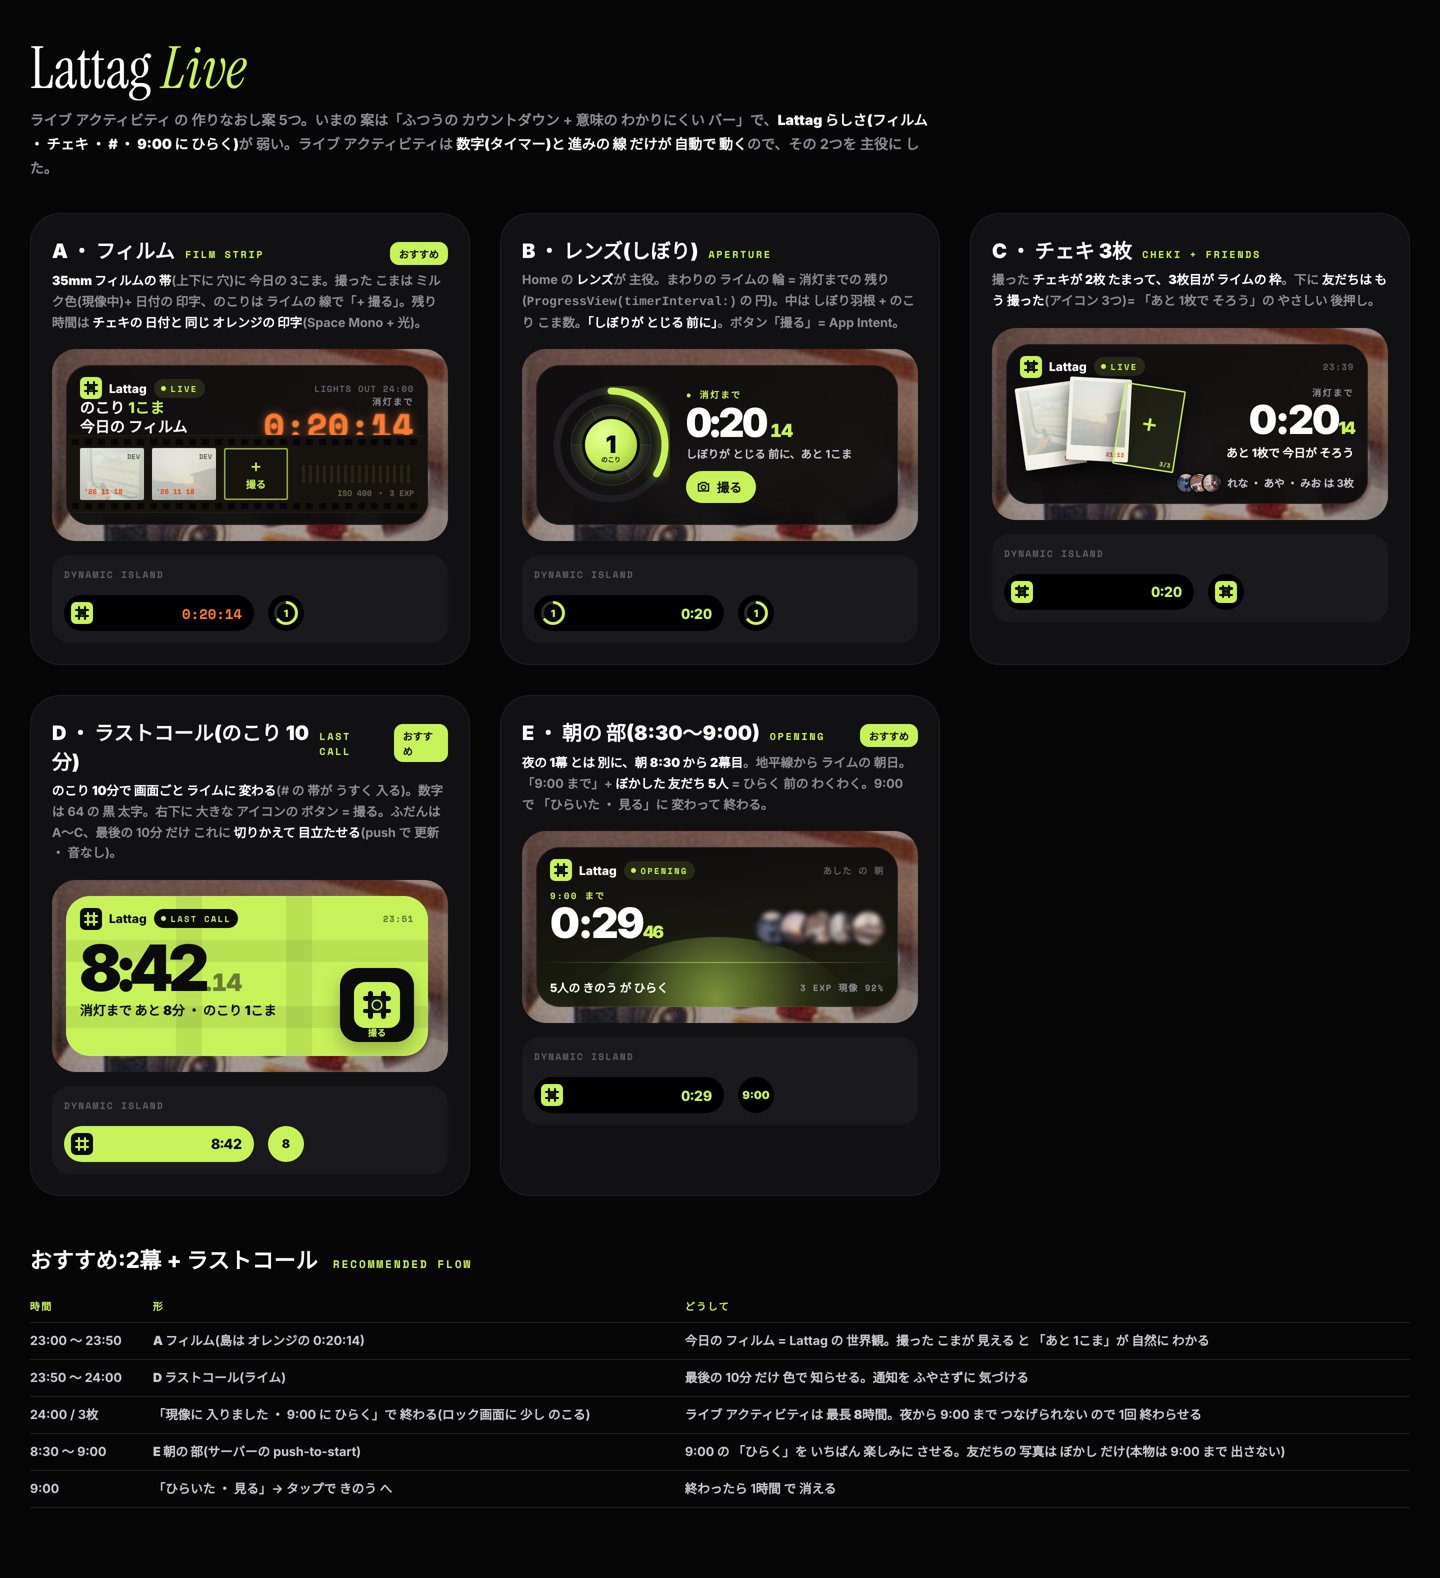 Lattag Live
ライブ アクティビティ の 作りなおし案 5つ。いまの 案は「ふつうの カウントダウン + 意味の わかりにくい バー」で、Lattag らしさ(フィルム
・ チェキ ・ # ・ 9:00 に ひらく)が 弱い。ライブ アクティビティは 数字(タイマー)と 進みの 線 だけが 自動で 動くので、その 2つを 主役に し
た。
A ・ フィルム FILM STRIP おすすめ
35mm フィルムの 帯(上下に 穴)に 今日の 3こま。撮った こまは ミル
ク色(現像中)+ 日付の 印字、のこりは ライムの 線で「+ 撮る」。残り
時間は チェキの 日付と 同じ オレンジの 印字(Space Mono + 光)。
Lattag LIVE LIGHTS OUT 24:00
のこり 1こま 消灯まで
今日の フィルム 0:20:14
DEV DEV
+
撮る
'26 11 18 '26 11 18 ISO 400 · 3 EXP
DYNAMIC ISLAND
0:20:14 1
B ・ レンズ(しぼり) APERTURE
Home の レンズが 主役。まわりの ライムの 輪 = 消灯までの 残り
(ProgressView(timerInterval:) の 円)。中は しぼり羽根 + のこ
り こま数。「しぼりが とじる 前に」。ボタン「撮る」= App Intent。
1
のこり
消灯まで
0:20 14
しぼりが とじる 前に、あと 1こま
撮る
DYNAMIC ISLAND
1 0:20 1
C ・ チェキ 3枚 CHEKI + FRIENDS
撮った チェキが 2枚 たまって、3枚目が ライムの 枠。下に 友だちは も
う 撮った(アイコン 3つ)= 「あと 1枚で そろう」の やさしい 後押し。
Lattag LIVE 23:39
消灯まで
0:20 14
+
21:13
3/3
あと 1枚で 今日が そろう
れな ・ あや ・ みお は 3枚
DYNAMIC ISLAND
0:20
D ・ ラストコール(のこり 10
分)
LAST
CALL
おすす
め
のこり 10分で 画面ごと ライムに 変わる(# の 帯が うすく 入る)。数字
は 64 の 黒 太字。右下に 大きな アイコンの ボタン = 撮る。ふだんは
A〜C、最後の 10分 だけ これに 切りかえて 目立たせる(push で 更新
・ 音なし)。
Lattag LAST CALL 23:51
8:42.14
消灯まで あと 8分 ・ のこり 1こま
撮る
DYNAMIC ISLAND
8:42 8
E ・ 朝の 部(8:30〜9:00) OPENING おすすめ
夜の 1幕 とは 別に、朝 8:30 から 2幕目。地平線から ライムの 朝日。
「9:00 まで」+ ぼかした 友だち 5人 = ひらく 前の わくわく。9:00
で 「ひらいた ・ 見る」に 変わって 終わる。
Lattag OPENING あした の 朝
9:00 まで
0:29 46
5人の きのう が ひらく 3 EXP 現像 92%
DYNAMIC ISLAND
0:29 9:00
おすすめ:2幕 + ラストコール RECOMMENDED FLOW
時間 形 どうして
23:00 〜 23:50 A フィルム(島は オレンジの 0:20:14) 今日の フィルム = Lattag の 世界観。撮った こまが 見える と 「あと 1こま」が 自然に わかる
23:50 〜 24:00 D ラストコール(ライム) 最後の 10分 だけ 色で 知らせる。通知を ふやさずに 気づける
24:00 / 3枚 「現像に 入りました ・ 9:00 に ひらく」で 終わる(ロック画面に 少し のこる) ライブ アクティビティは 最長 8時間。夜から 9:00 まで つなげられない ので 1回 終わらせる
8:30 〜 9:00 E 朝の 部(サーバーの push-to-start) 9:00 の 「ひらく」を いちばん 楽しみに させる。友だちの 写真は ぼかし だけ(本物は 9:00 まで 出さない)
9:00 「ひらいた ・ 見る」→ タップで きのう へ 終わったら 1時間 で 消える